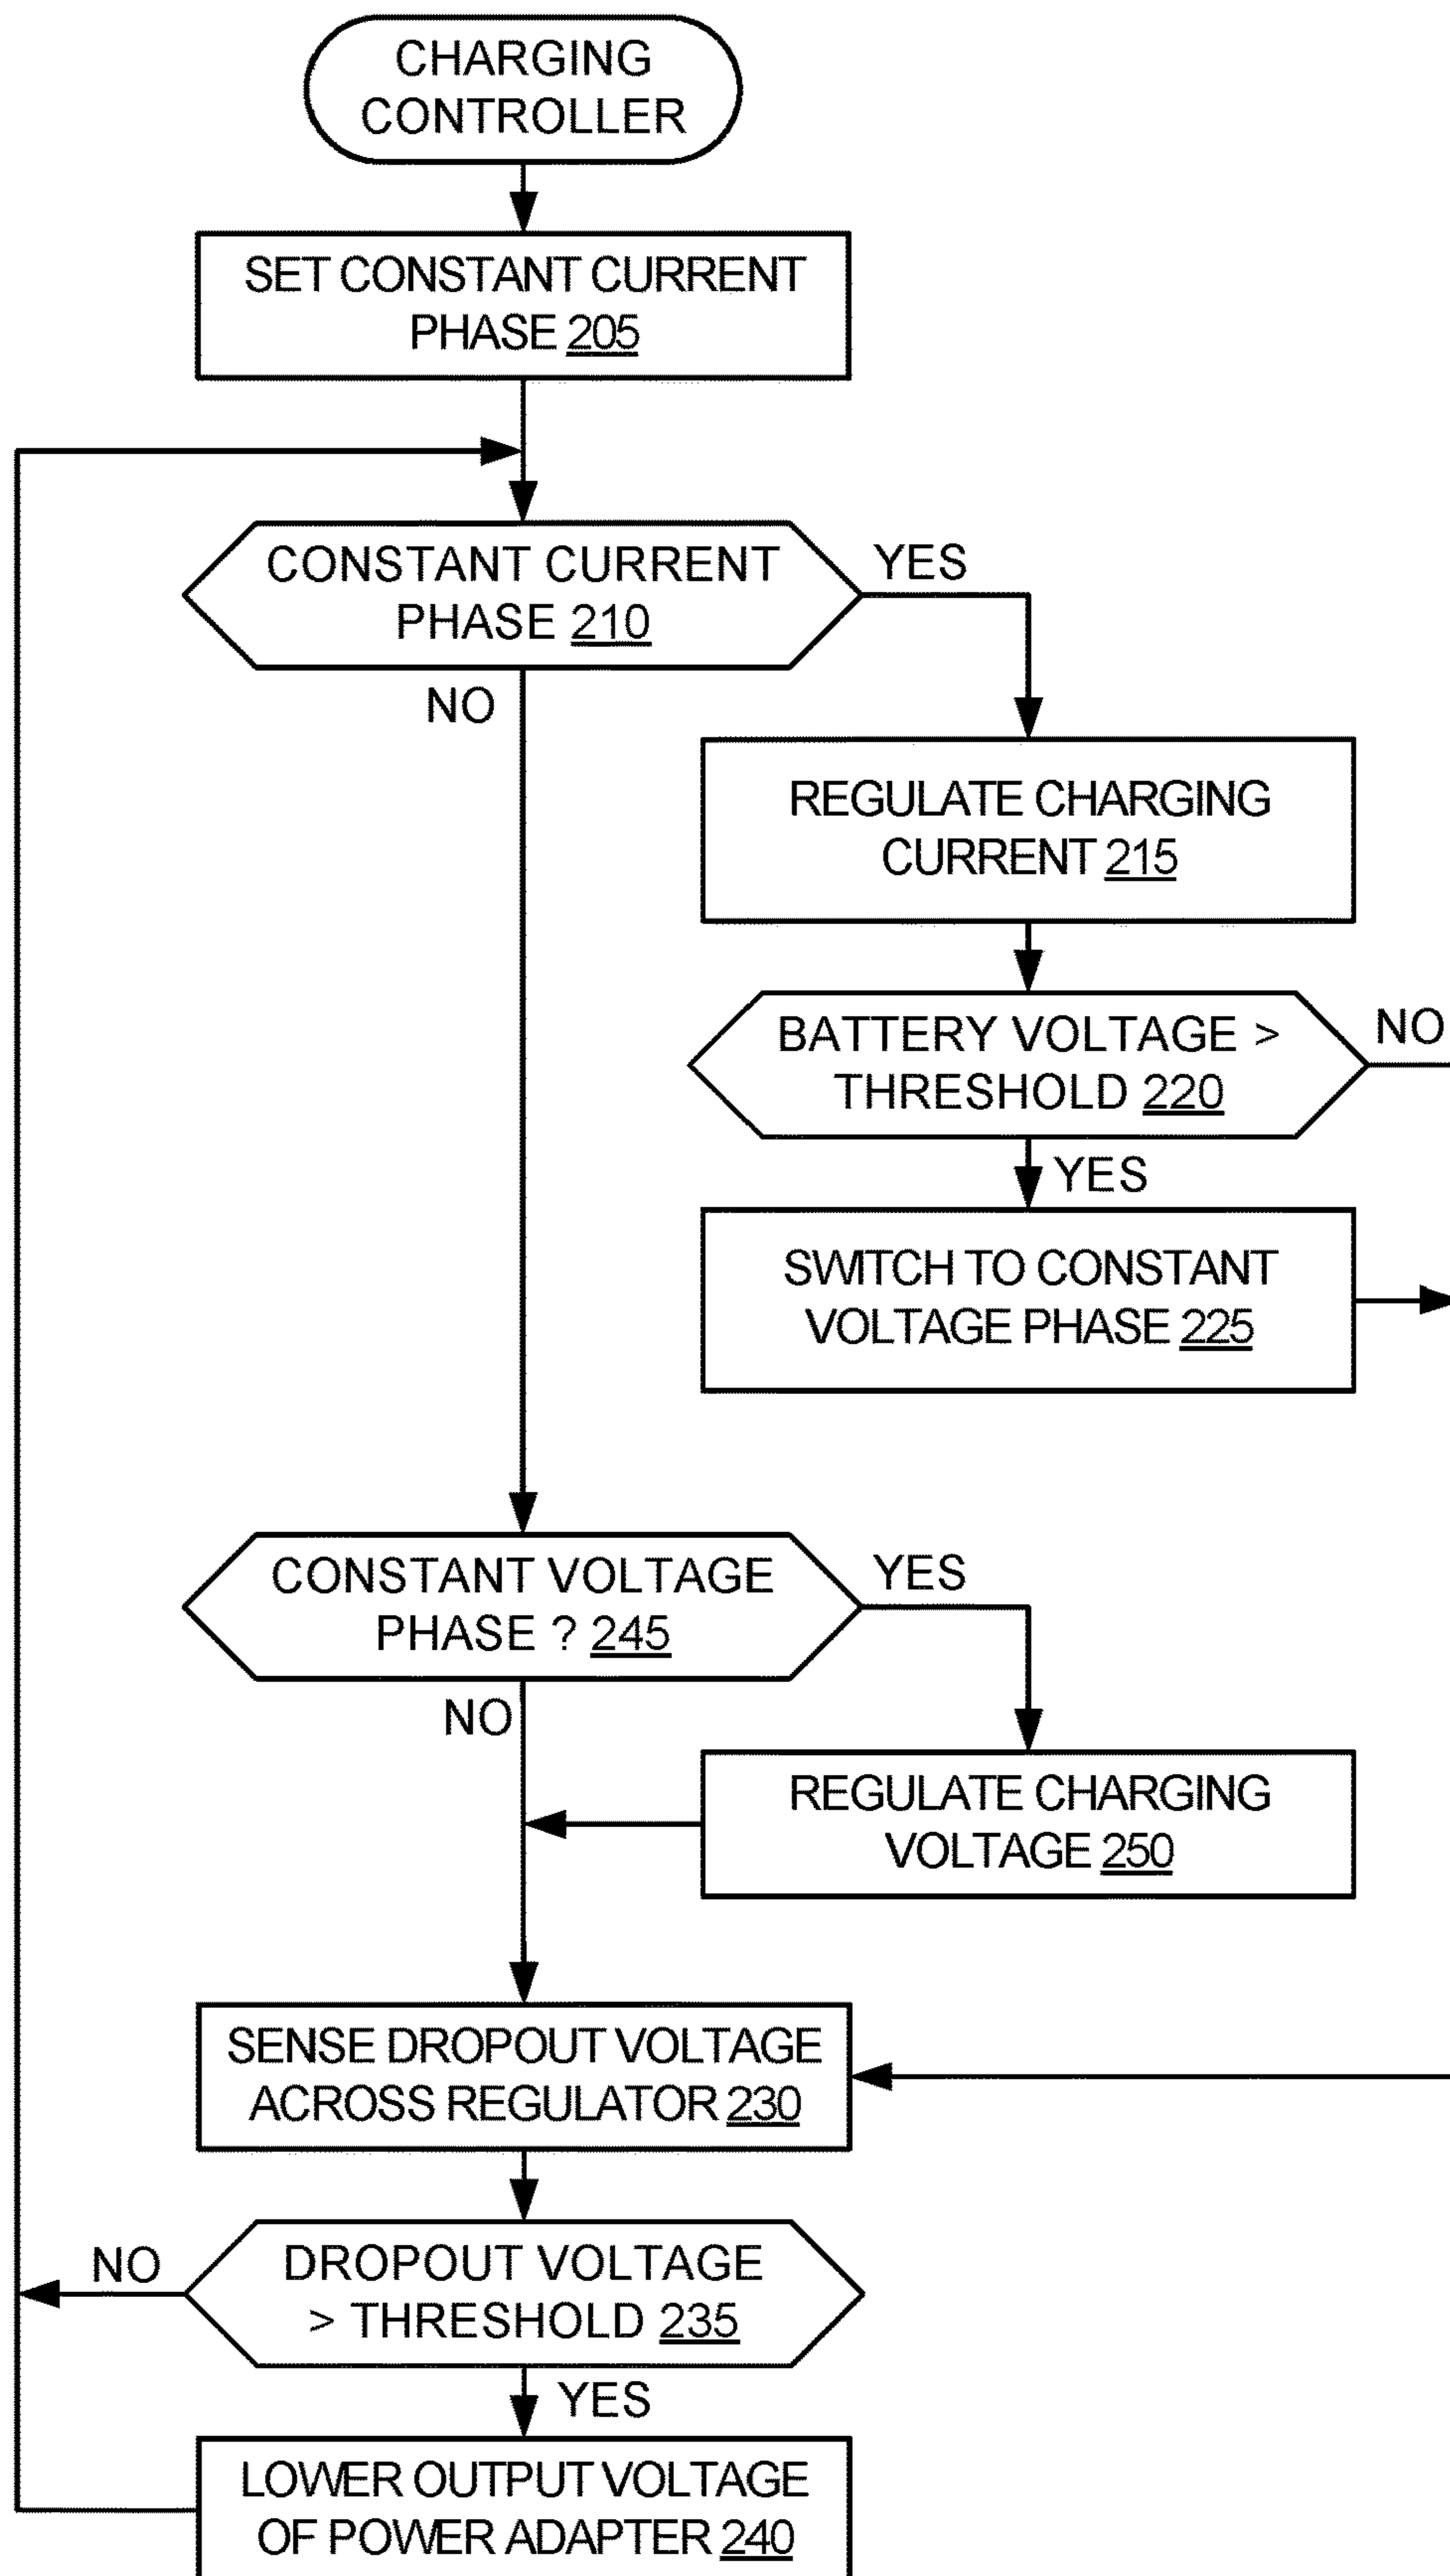 CHARGING
CONTROLLER
SET CONSTANT CURRENT
PHASE 205
CONSTANT CURRENT
PHASE 210
YES
NO
REGULATE CHARGING
CURRENT 215
BATTERY VOLTAGE >
THRESHOLD 220
NO
YES
SWITCH TO CONSTANT
VOLTAGE PHASE 225
CONSTANT VOLTAGE
PHASE ? 245
YES
NO
REGULATE CHARGING
VOLTAGE 250
SENSE DROPOUT VOLTAGE
ACROSS REGULATOR 230
DROPOUT VOLTAGE
> THRESHOLD 235
NO
YES
LOWER OUTPUT VOLTAGE
OF POWER ADAPTER 240